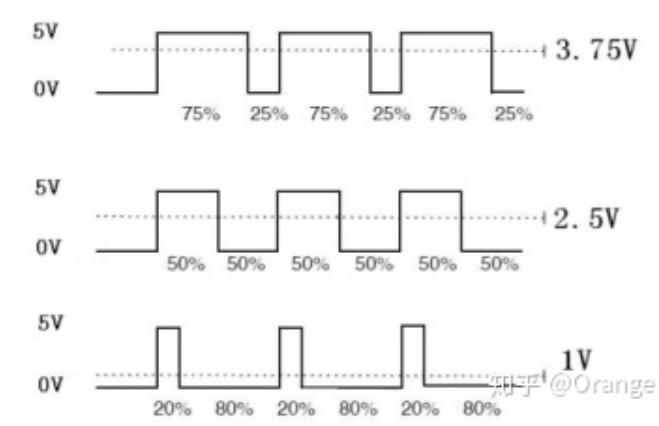 5V
3.75V
0V
75% 25% 75% 25% 75% 25%
5V
2.5V
0V
50% 50% 50% 50% 50% 50%
5V
1V
0V
知乎 @Orange
20% 80% 20% 80% 20% 80%